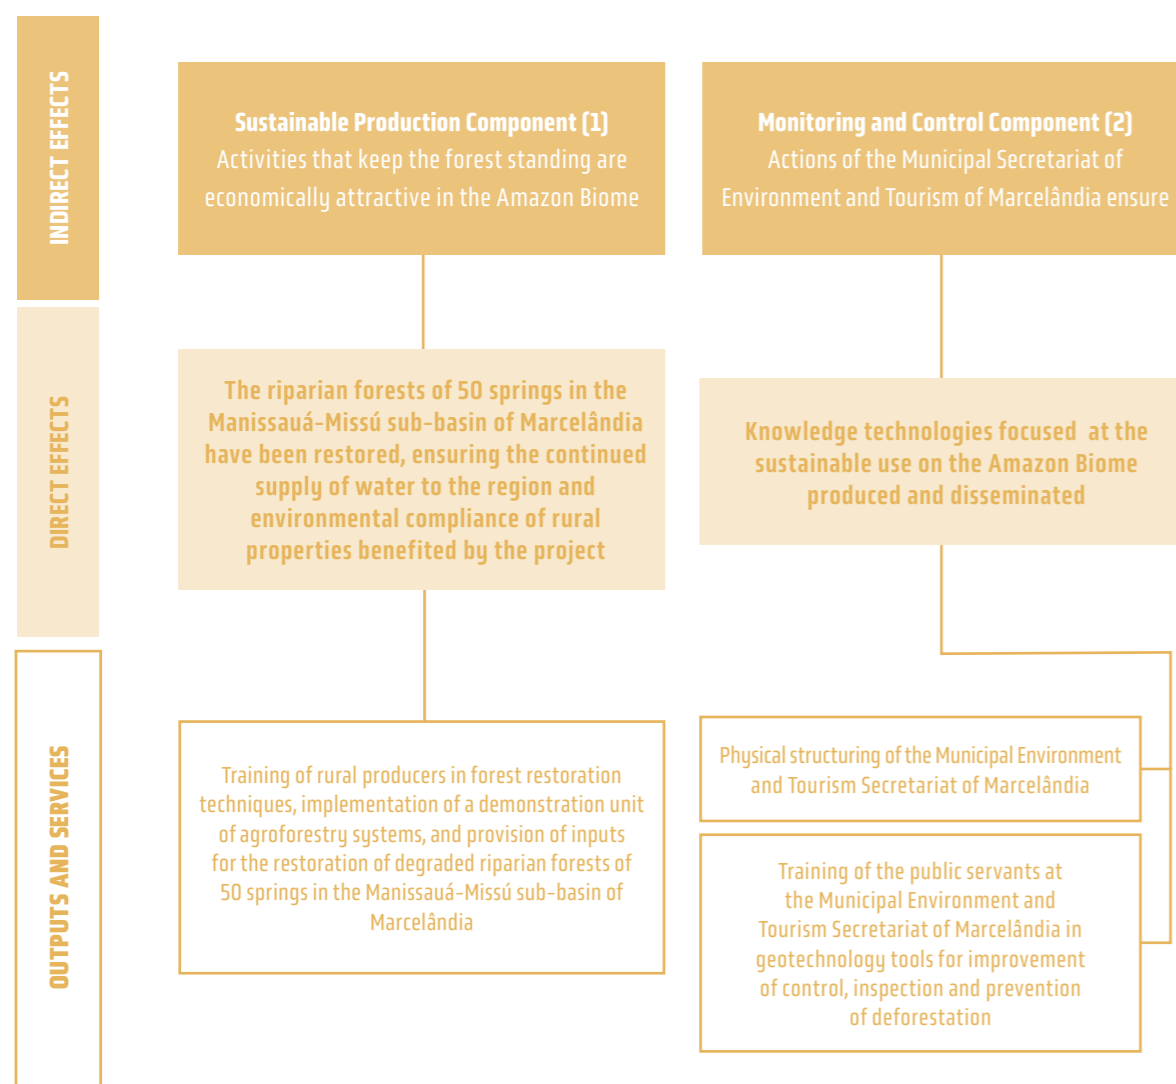 INDIRECT EFFECTS
Sustainable Production Component (1)
Activities that keep the forest standing are
economically attractive in the Amazon Biome
Monitoring and Control Component (2)
Actions of the Municipal Secretariat of
Environment and Tourism of Marcelândia ensure
DIRECT EFFECTS
The riparian forests of 50 springs in the
Manissauá-Missú sub-basin of Marcelândia
have been restored, ensuring the continued
supply of water to the region and
environmental compliance of rural
properties benefited by the project
Knowledge technologies focused at the
sustainable use on the Amazon Biome
produced and disseminated
OUTPUTS AND SERVICES
Training of rural producers in forest restoration
techniques, implementation of a demonstration unit
of agroforestry systems, and provision of inputs
for the restoration of degraded riparian forests of
50 springs in the Manissauá-Missú sub-basin of
Marcelândia
Physical structuring of the Municipal Environment
and Tourism Secretariat of Marcelândia
Training of the public servants at
the Municipal Environment and
Tourism Secretariat of Marcelândia in
geotechnology tools for improvement
of control, inspection and prevention
of deforestation